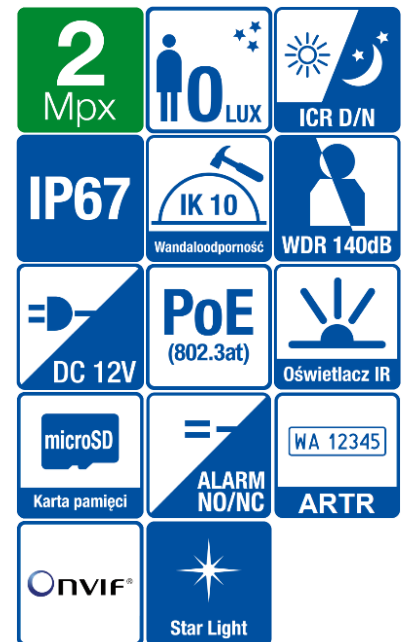 2
Mpx
0 LUX
ICR D/N
IP67
IK 10
Wandaloodporność
WDR 140dB
DC 12V
PoE
(802.3at)
Oświetlacz IR
microSD
Karta pamięci
ALARM
NO/NC
WA 12345
ARTR
ONVIF®
Star Light